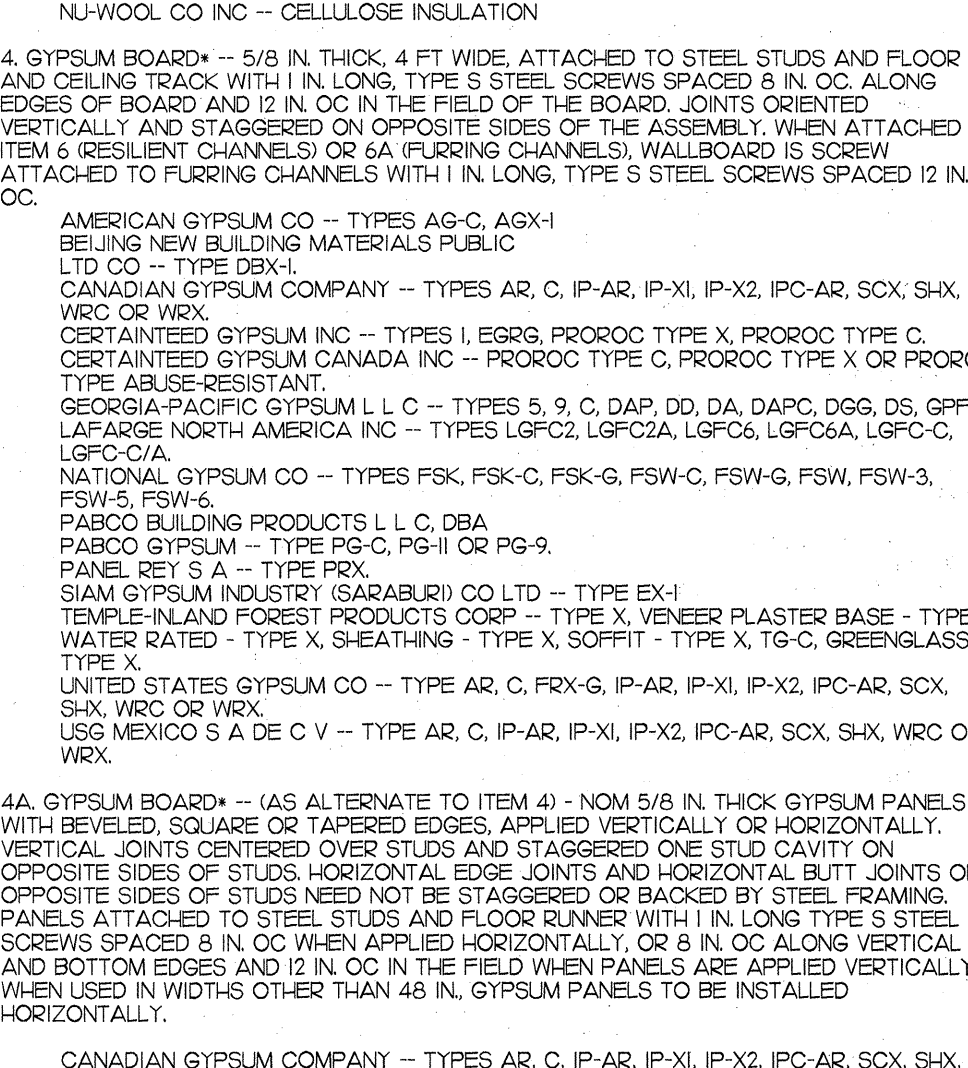 NU-WOOL CO INC -- CELLULOSE INSULATION
4. GYPSUM BOARD* -- 5/8 IN. THICK, 4 FT WIDE, ATTACHED TO STEEL STUDS AND FLOOR
AND CEILING TRACK WITH 1 IN. LONG, TYPE S STEEL SCREWS SPACED 8 IN. OC. ALONG
EDGES OF BOARD AND 12 IN. OC IN THE FIELD OF THE BOARD. JOINTS ORIENTED
VERTICALLY AND STAGGERED ON OPPOSITE SIDES OF THE ASSEMBLY. WHEN ATTACHED
ITEM 6 (RESILIENT CHANNELS) OR 6A (FURRING CHANNELS), WALLBOARD IS SCREW
ATTACHED TO FURRING CHANNELS WITH 1 IN. LONG, TYPE S STEEL SCREWS SPACED 12 IN.
OC.
AMERICAN GYPSUM CO -- TYPES AG-C, AGX-1
BEIJING NEW BUILDING MATERIALS PUBLIC
LTD CO -- TYPE DBX-1.
CANADIAN GYPSUM COMPANY -- TYPES AR, C, IP-AR, IP-X1, IP-X2, IPC-AR, SCX, SHX,
WRC OR WRX.
CERTAINTEED GYPSUM INC -- TYPES 1, EGRG, PROROC TYPE X, PROROC TYPE C.
CERTAINTEED GYPSUM CANADA INC -- PROROC TYPE C, PROROC TYPE X OR PRORO
TYPE ABUSE-RESISTANT.
GEORGIA-PACIFIC GYPSUM L L C -- TYPES 5, 9, C, DAP, DD, DA, DAPC, DGG, DS, GPF
LAFARGE NORTH AMERICA INC -- TYPES LGFC2, LGFC2A, LGFC6, LGFC6A, LGFC-C,
LGFC-C/A.
NATIONAL GYPSUM CO -- TYPES FSK, FSK-C, FSK-G, FSW-C, FSW-G, FSW, FSW-3,
FSW-5, FSW-6.
PABCO BUILDING PRODUCTS L L C, DBA
PABCO GYPSUM -- TYPE PG-C, PG-11 OR PG-9.
PANEL REY S A -- TYPE PRX.
SIAM GYPSUM INDUSTRY (SARABURI) CO LTD -- TYPE EX-1
TEMPLE-INLAND FOREST PRODUCTS CORP -- TYPE X, VENEER PLASTER BASE - TYPE
WATER RATED - TYPE X, SHEATHING - TYPE X, SOFFIT - TYPE X, TG-C, GREENGLASS
TYPE X.
UNITED STATES GYPSUM CO -- TYPE AR, C, FRX-G, IP-AR, IP-X1, IP-X2, IPC-AR, SCX,
SHX, WRC OR WRX.
USG MEXICO S A DE C V -- TYPE AR, C, IP-AR, IP-X1, IP-X2, IPC-AR, SCX, SHX, WRC O
WRX.
4A. GYPSUM BOARD* -- (AS ALTERNATE TO ITEM 4) - NOM 5/8 IN. THICK GYPSUM PANELS
WITH BEVELED, SQUARE OR TAPERED EDGES, APPLIED VERTICALLY OR HORIZONTALLY.
VERTICAL JOINTS CENTERED OVER STUDS AND STAGGERED ONE STUD CAVITY ON
OPPOSITE SIDES OF STUDS. HORIZONTAL EDGE JOINTS AND HORIZONTAL BUTT JOINTS O
OPPOSITE SIDES OF STUDS NEED NOT BE STAGGERED OR BACKED BY STEEL FRAMING.
PANELS ATTACHED TO STEEL STUDS AND FLOOR RUNNER WITH 1 IN. LONG TYPE S STEEL
SCREWS SPACED 8 IN. OC WHEN APPLIED HORIZONTALLY, OR 8 IN. OC ALONG VERTICAL
AND BOTTOM EDGES AND 12 IN. OC IN THE FIELD WHEN PANELS ARE APPLIED VERTICALLY
WHEN USED IN WIDTHS OTHER THAN 48 IN., GYPSUM PANELS TO BE INSTALLED
HORIZONTALLY.
CANADIAN GYPSUM COMPANY -- TYPES AR, C, IP-AR, IP-X1, IP-X2, IPC-AR, SCX, SHX,